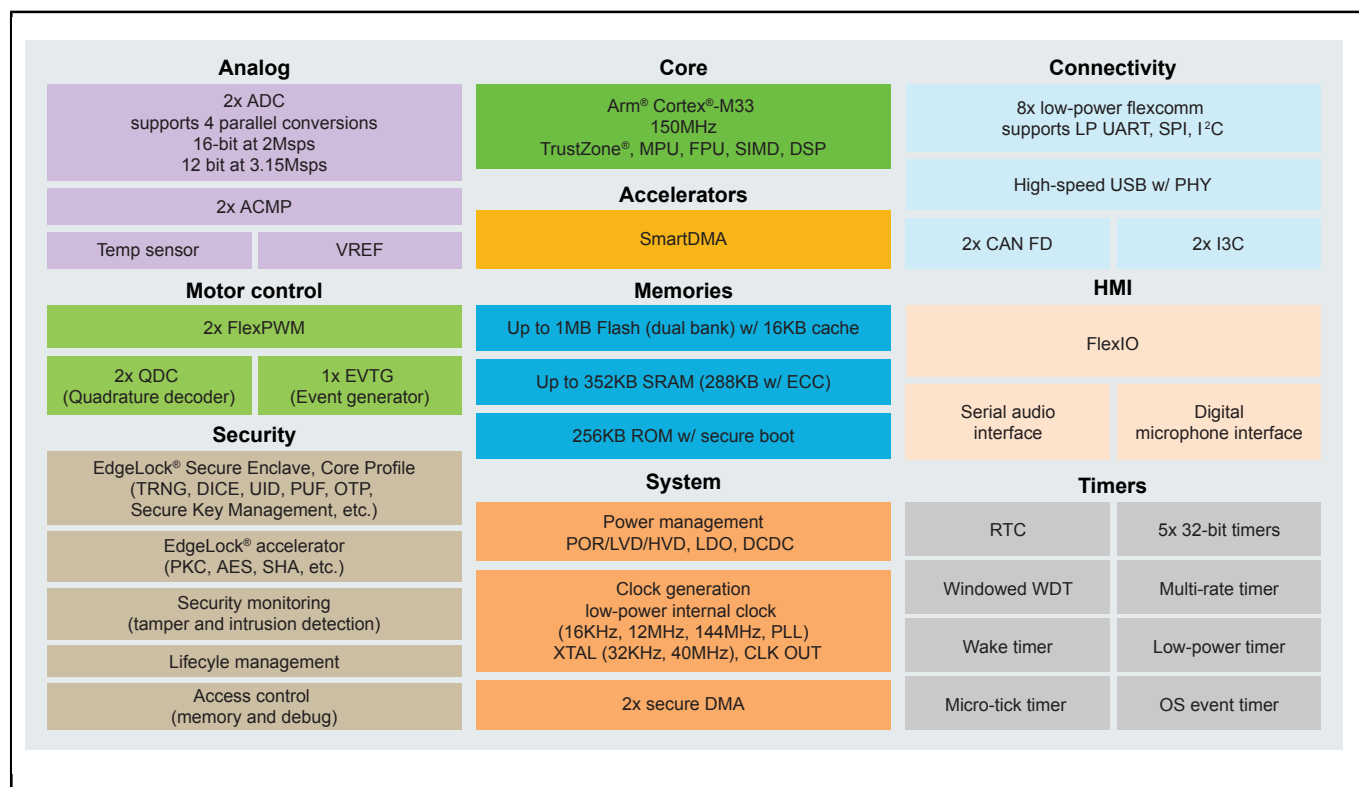 Analog
2x ADC
supports 4 parallel conversions
16-bit at 2Msps
12 bit at 3.15Msps
2x ACMP
Temp sensor
VREF
Motor control
2x FlexPWM
2x QDC
(Quadrature decoder)
1x EVTG
(Event generator)
Security
EdgeLock® Secure Enclave, Core Profile
(TRNG, DICE, UID, PUF, OTP,
Secure Key Management, etc.)
EdgeLock® accelerator
(PKC, AES, SHA, etc.)
Security monitoring
(tamper and intrusion detection)
Lifecyle management
Access control
(memory and debug)
Core
Arm® Cortex®-M33
150MHz
TrustZone®, MPU, FPU, SIMD, DSP
Accelerators
SmartDMA
Memories
Up to 1MB Flash (dual bank) w/ 16KB cache
Up to 352KB SRAM (288KB w/ ECC)
256KB ROM w/ secure boot
System
Power management
POR/LVD/HVD, LDO, DCDC
Clock generation
low-power internal clock
(16KHz, 12MHz, 144MHz, PLL)
XTAL (32KHz, 40MHz), CLK OUT
2x secure DMA
Connectivity
8x low-power flexcomm
supports LP UART, SPI, I²C
High-speed USB w/ PHY
2x CAN FD
2x I3C
HMI
FlexIO
Serial audio
interface
Digital
microphone interface
Timers
RTC
5x 32-bit timers
Windowed WDT
Multi-rate timer
Wake timer
Low-power timer
Micro-tick timer
OS event timer